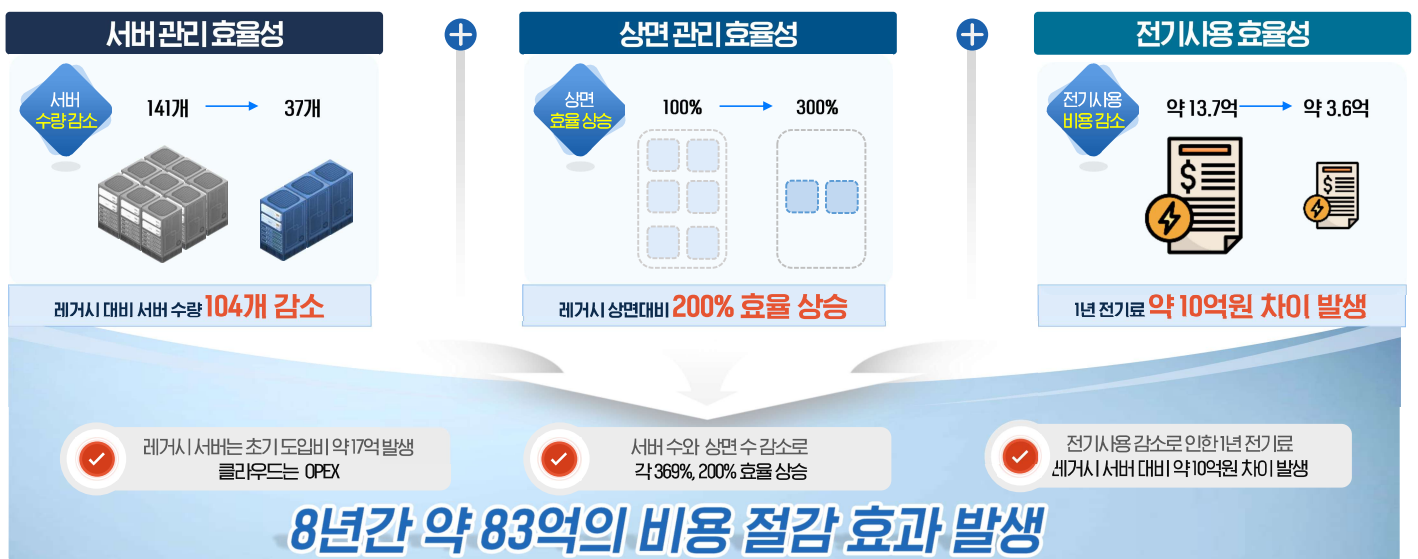 서버 관리 효율성
서버
수량 감소
141개
37개
레거시 대비 서버 수량 104개 감소
상면 관리 효율성
상면
효율 상승
100%
300%
레거시 상면대비 200% 효율 상승
전기사용 효율성
전기사용
비용 감소
약 13.7억
약 3.6억
1년 전기료 약 10억원 차이 발생
레거시 서버는 초기 도입비 약 17억 발생
클라우드는 OPEX
서버 수와 상면 수 감소로
각 369%, 200% 효율 상승
전기사용 감소로 인한 1년 전기료
레거시 서버 대비 약 10억원 차이 발생
8년간 약 83억의 비용 절감 효과 발생